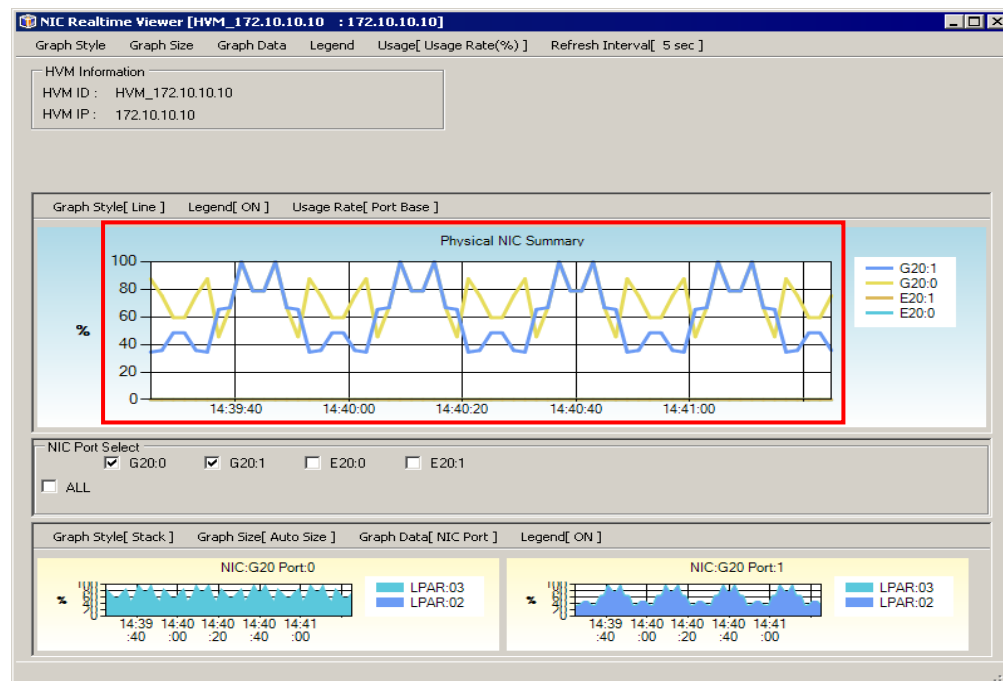 NIC Realtime Viewer [HVM_172.10.10.10 : 172.10.10.10]
Graph Style Graph Size Graph Data Legend Usage[ Usage Rate(%) ] Refresh Interval[ 5 sec ]
HVM Information
HVM ID : HVM_172.10.10.10
HVM IP : 172.10.10.10
Graph Style[ Line ] Legend[ ON ] Usage Rate[ Port Base ]
Physical NIC Summary
100
80
60
40
20
0
%
14:39:40 14:40:00 14:40:20 14:40:40 14:41:00
G20:1
G20:0
E20:1
E20:0
NIC Port Select
G20:0 G20:1 E20:0 E20:1
ALL
Graph Style[ Stack ] Graph Size[ Auto Size ] Graph Data[ NIC Port ] Legend[ ON ]
NIC:G20 Port:0
%
14:39 14:40 14:40 14:40 14:41
:40 :00 :20 :40 :00
LPAR:03
LPAR:02
NIC:G20 Port:1
%
14:39 14:40 14:40 14:40 14:41
:40 :00 :20 :40 :00
LPAR:03
LPAR:02